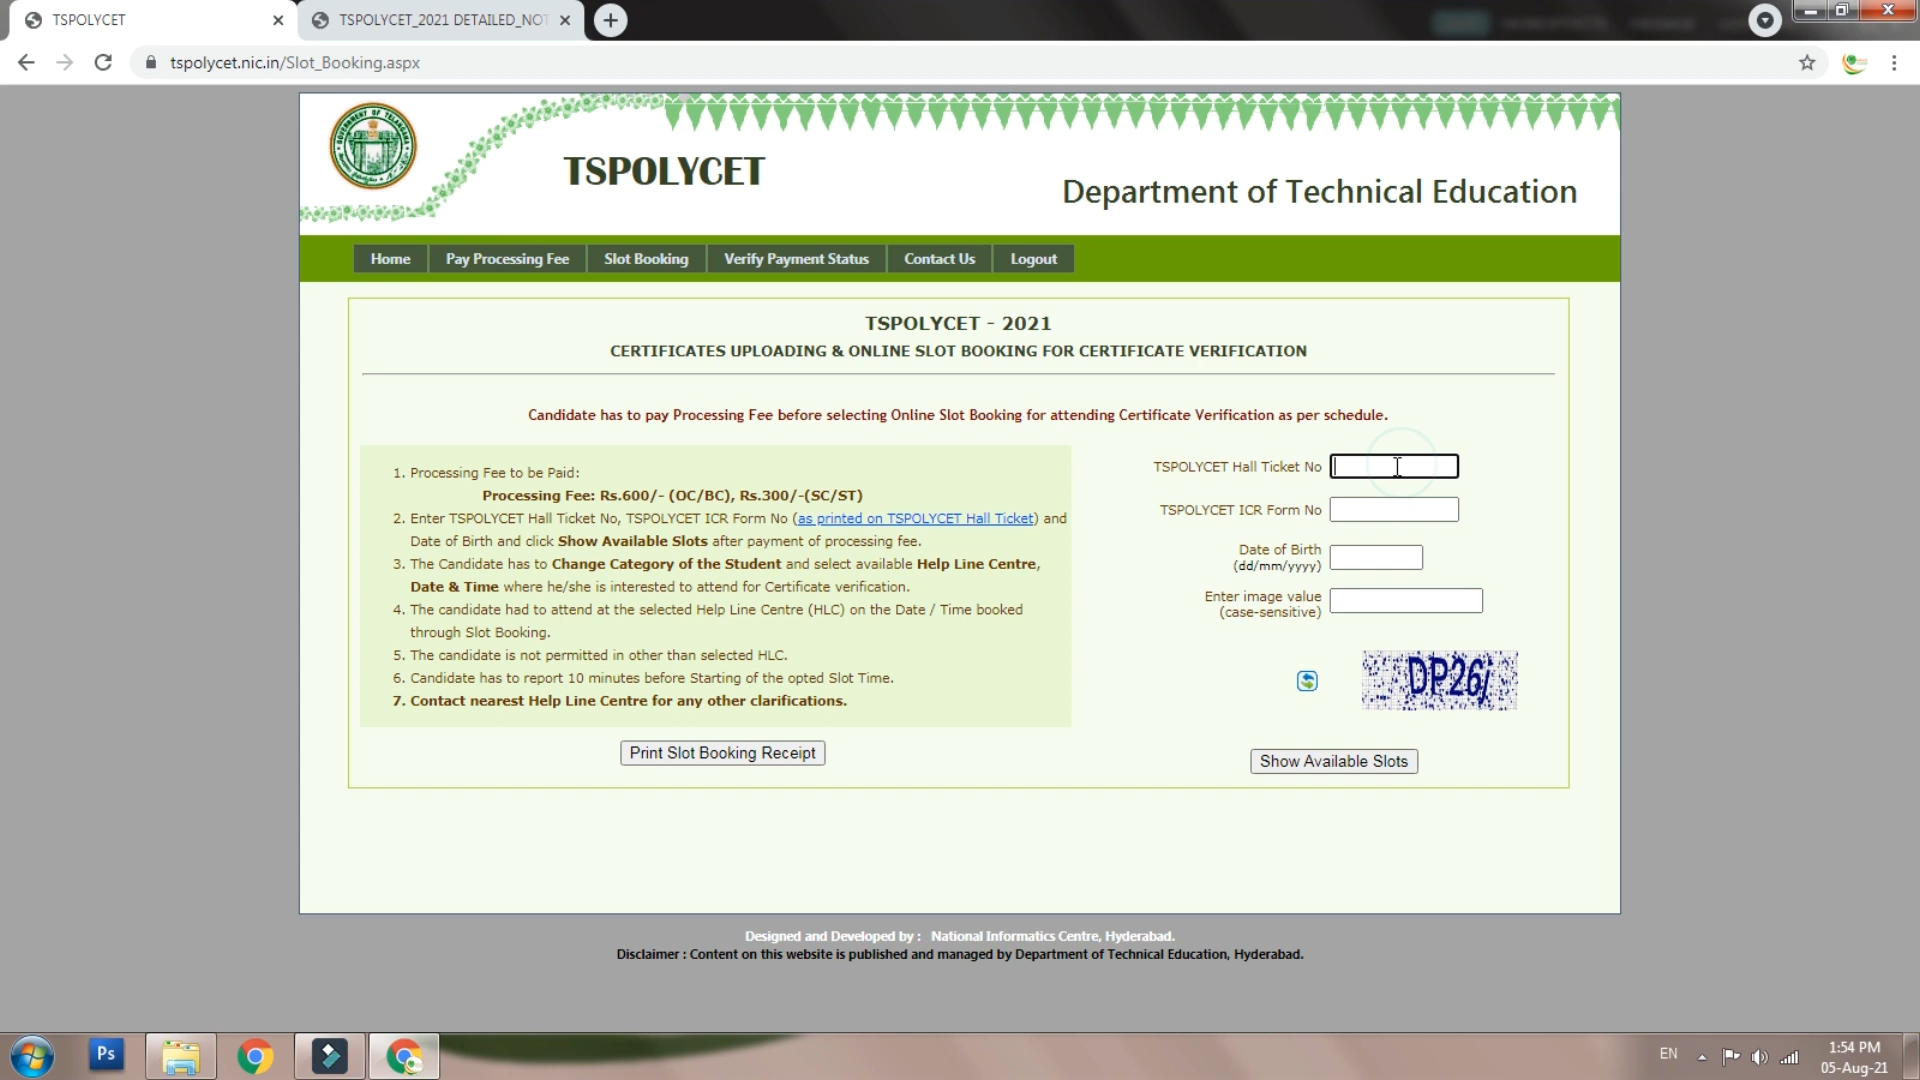 TSPOLYCET
TSPOLYCET_2021 DETAILED_NOT
tspolycet.nic.in/Slot_Booking.aspx
GOVERNMENT OF TELANGANA
TSPOLYCET
Department of Technical Education
Home
Pay Processing Fee
Slot Booking
Verify Payment Status
Contact Us
Logout
TSPOLYCET - 2021
CERTIFICATES UPLOADING & ONLINE SLOT BOOKING FOR CERTIFICATE VERIFICATION
Candidate has to pay Processing Fee before selecting Online Slot Booking for attending Certificate Verification as per schedule.
1. Processing Fee to be Paid:
Processing Fee: Rs.600/- (OC/BC), Rs.300/-(SC/ST)
2. Enter TSPOLYCET Hall Ticket No, TSPOLYCET ICR Form No (as printed on TSPOLYCET Hall Ticket) and
Date of Birth and click Show Available Slots after payment of processing fee.
3. The Candidate has to Change Category of the Student and select available Help Line Centre,
Date & Time where he/she is interested to attend for Certificate verification.
4. The candidate had to attend at the selected Help Line Centre (HLC) on the Date / Time booked
through Slot Booking.
5. The candidate is not permitted in other than selected HLC.
6. Candidate has to report 10 minutes before Starting of the opted Slot Time.
7. Contact nearest Help Line Centre for any other clarifications.
Print Slot Booking Receipt
TSPOLYCET Hall Ticket No
TSPOLYCET ICR Form No
Date of Birth
(dd/mm/yyyy)
Enter image value
(case-sensitive)
DP26j
Show Available Slots
Designed and Developed by : National Informatics Centre, Hyderabad.
Disclaimer : Content on this website is published and managed by Department of Technical Education, Hyderabad.
Ps
EN
1:54 PM
05-Aug-21